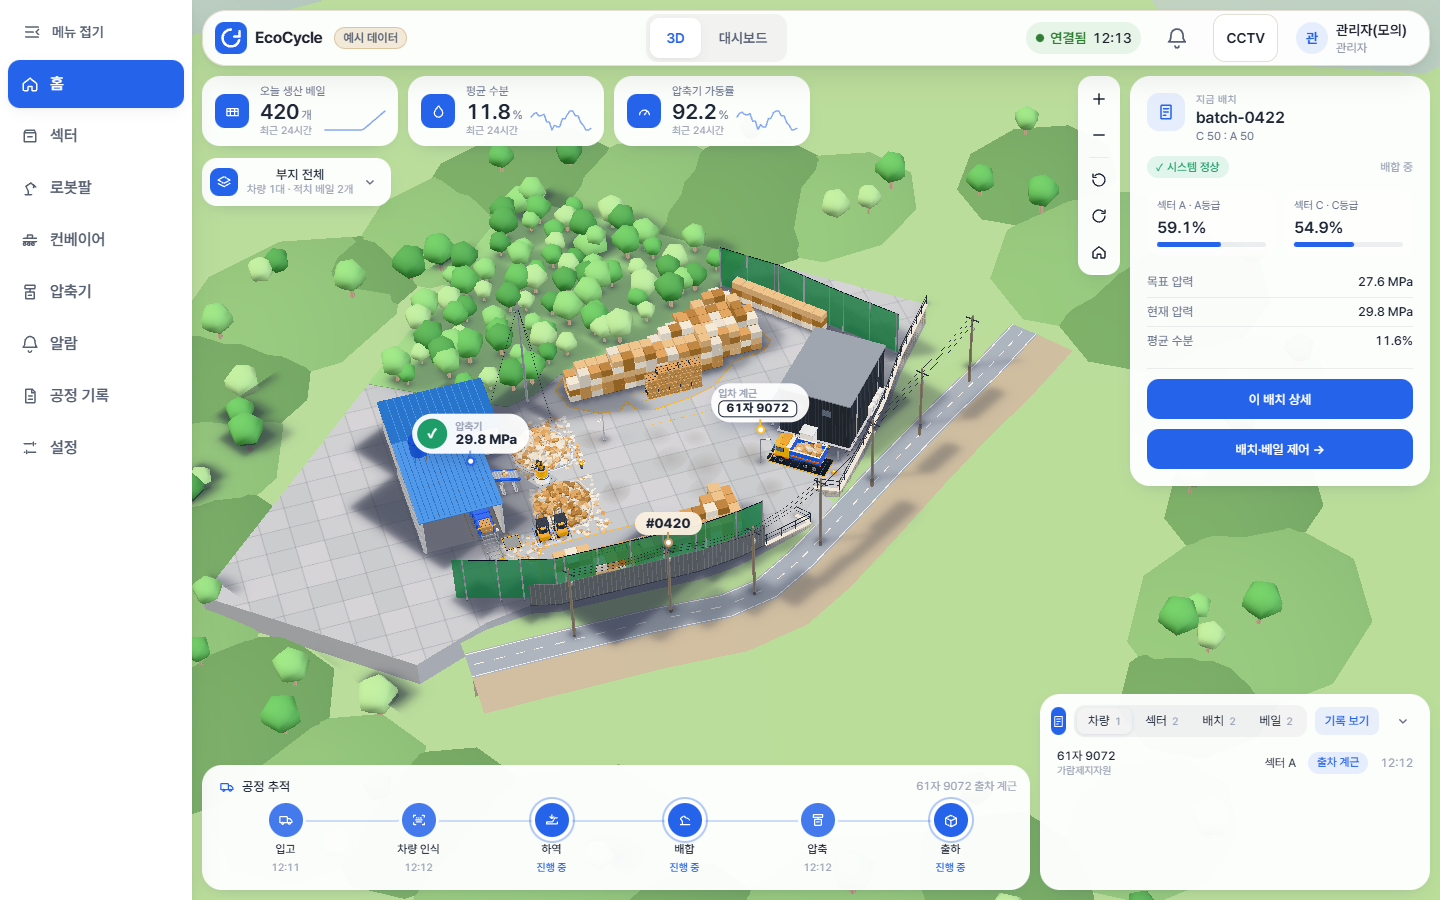 메뉴 접기
홈
섹터
로봇팔
컨베이어
압축기
알람
공정 기록
설정
EcoCycle
예시 데이터
3D
대시보드
연결됨 12:13
CCTV
관
관리자(모의)
관리자
오늘 생산 베일
420 개
최근 24시간
평균 수분
11.8 %
최근 24시간
압축기 가동률
92.2 %
최근 24시간
부지 전체
차량 1대 · 적치 베일 2개
압축기
29.8 MPa
입차 계근
61자 9072
#0420
지금 배치
batch-0422
C 50 : A 50
✓ 시스템 정상
배합 중
섹터 A · A등급
59.1%
섹터 C · C등급
54.9%
목표 압력 27.6 MPa
현재 압력 29.8 MPa
평균 수분 11.6%
이 배치 상세
배치·베일 제어 →
차량 1 섹터 2 배치 2 베일 2 기록 보기
61자 9072
가람제지자원
섹터 A 출차 계근 12:12
공정 추적
61자 9072 출차 계근
입고
12:11
차량 인식
12:12
하역
진행 중
배합
진행 중
압축
12:12
출하
진행 중